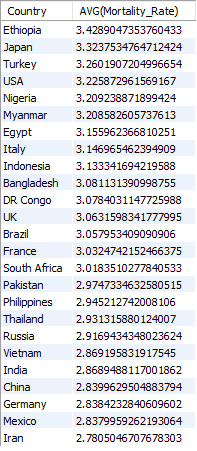 Country AVG(Mortality_Rate)
Ethiopia 3.4289047353760433
Japan 3.3237534764712424
Turkey 3.2601907204996654
USA 3.225872961569167
Nigeria 3.209238871899424
Myanmar 3.208582605737613
Egypt 3.155962366810251
Italy 3.146965462394909
Indonesia 3.133341694219588
Bangladesh 3.081131390998755
DR Congo 3.0784031147725988
UK 3.0631598341777995
Brazil 3.057953409090906
France 3.0324742152466375
South Africa 3.0183510277840533
Pakistan 2.9747334632580515
Philippines 2.945212742008106
Thailand 2.931315880124007
Russia 2.9169434348023624
Vietnam 2.869195831917545
India 2.8689488117001862
China 2.8399629504883794
Germany 2.8384232840609602
Mexico 2.8379959262193064
Iran 2.7805046707678303